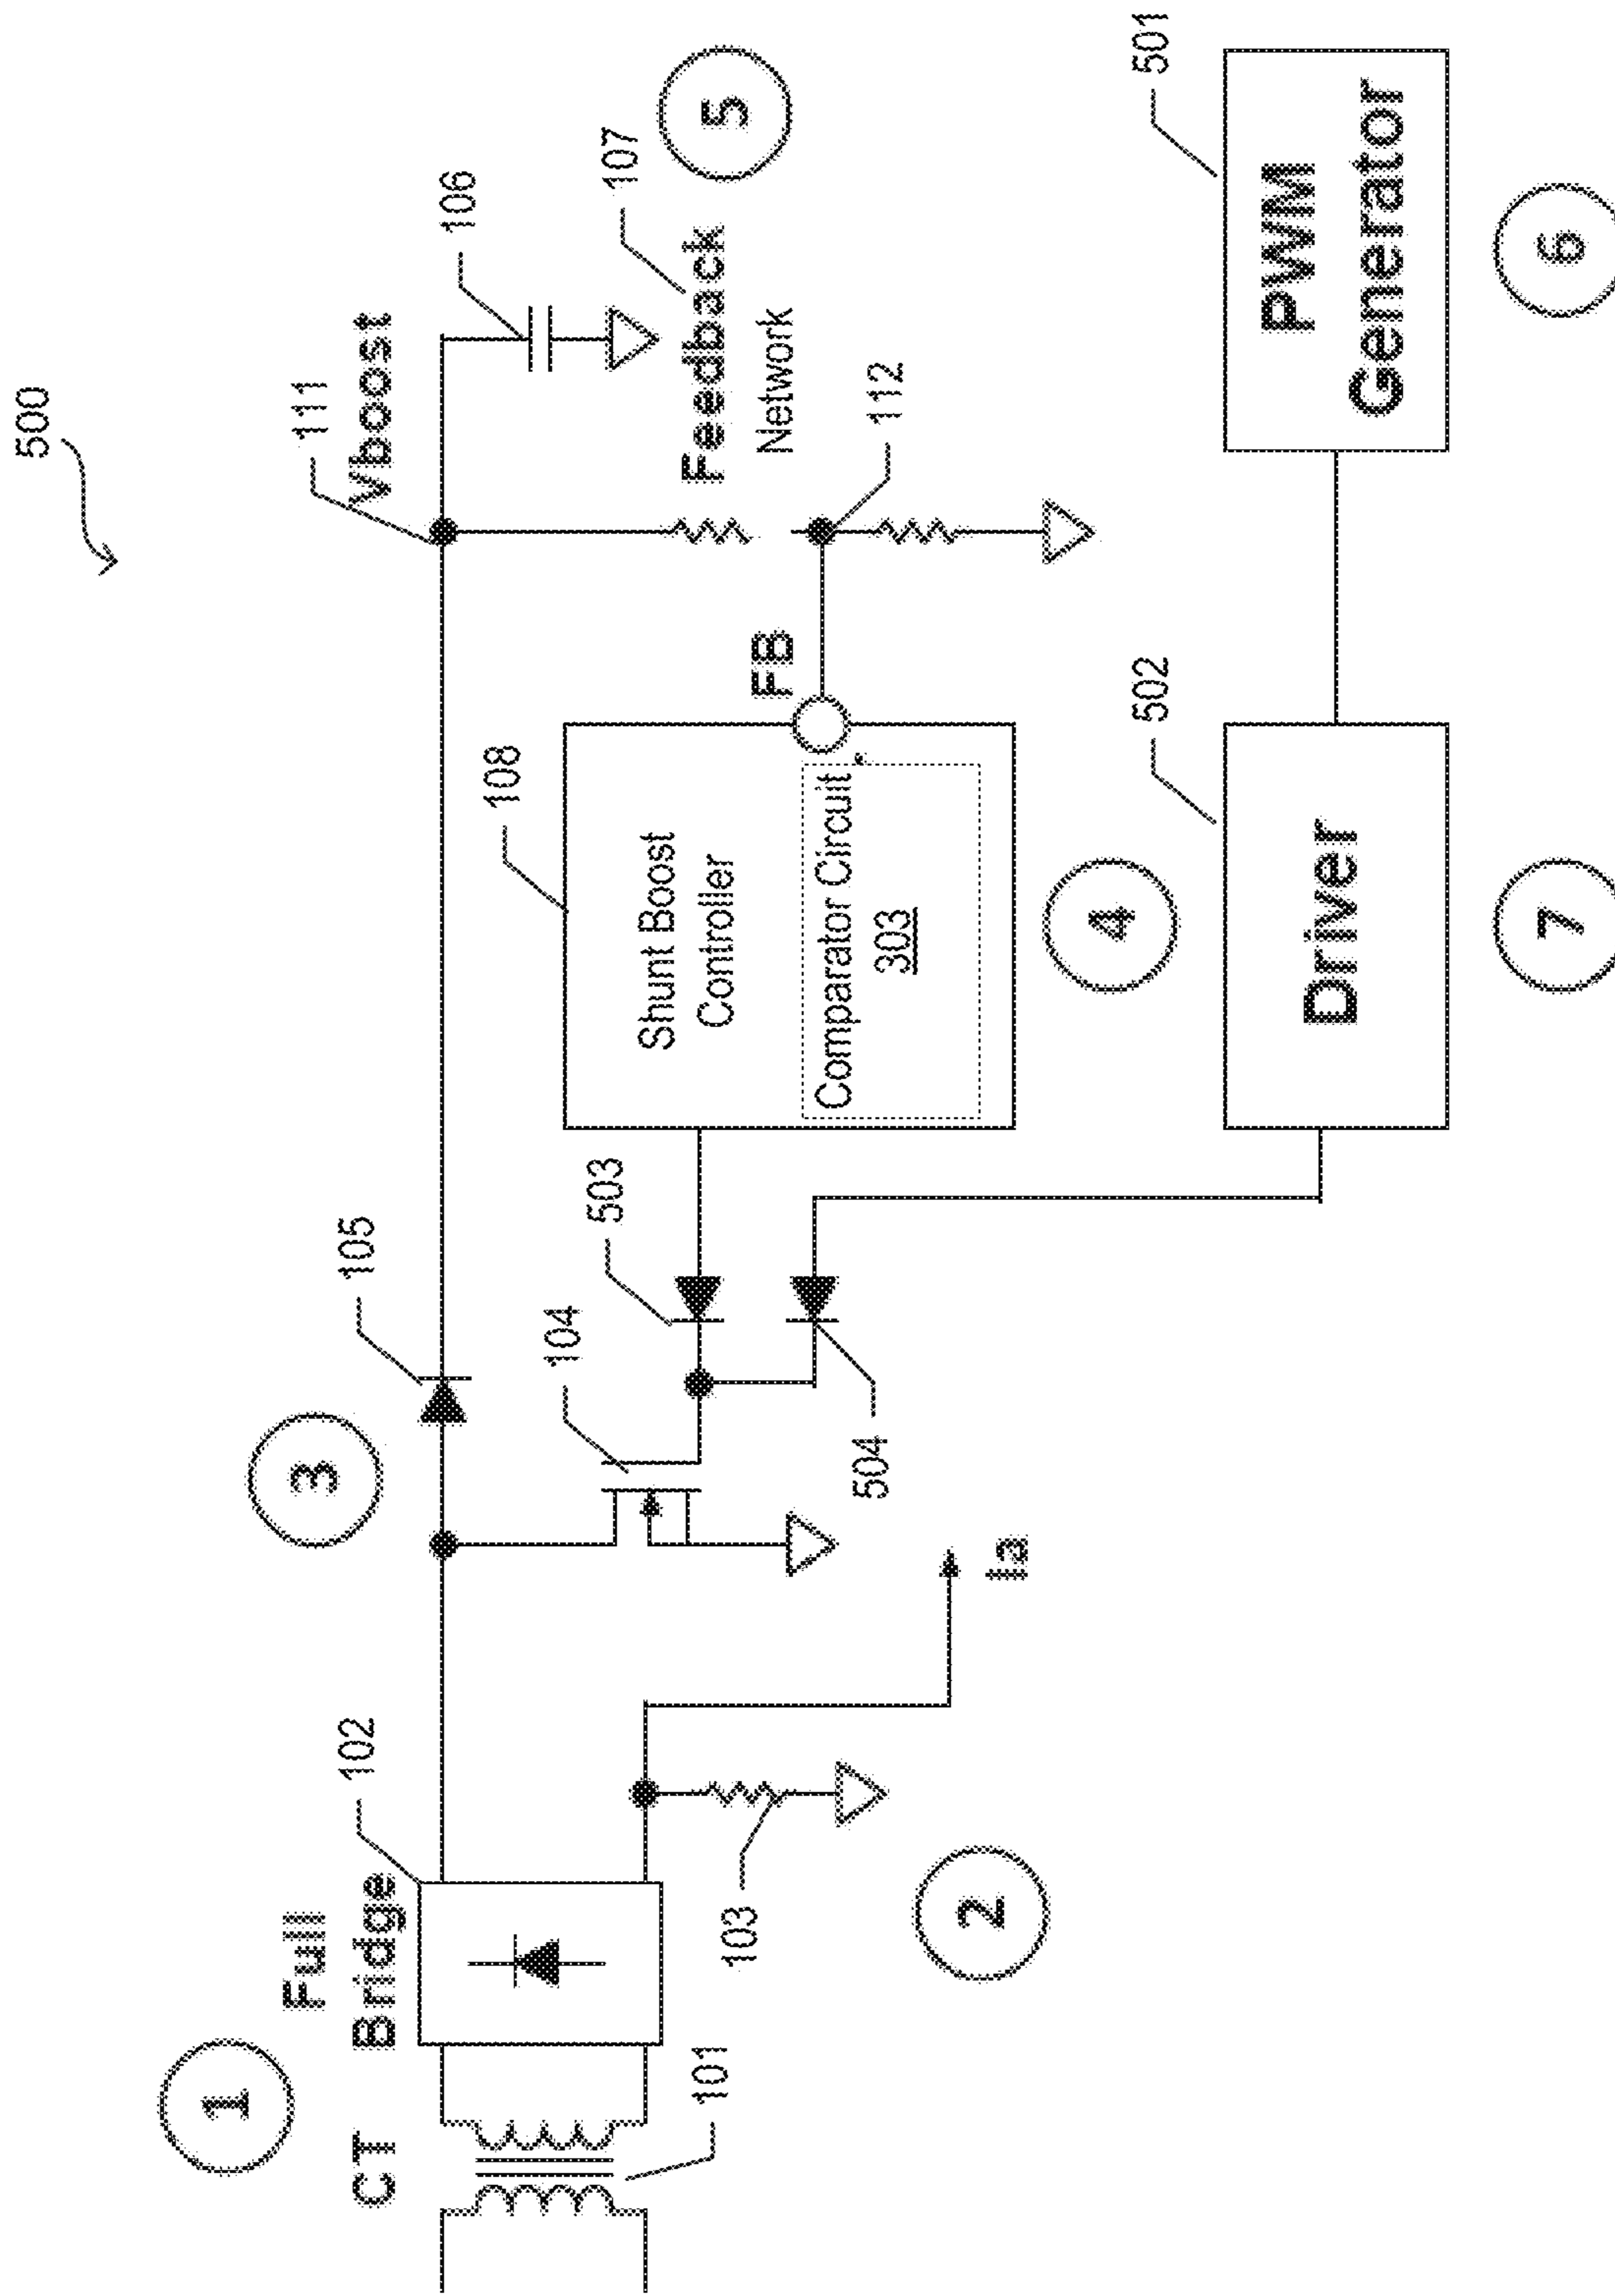 500
1
CT
101
Full
Bridge
102
103
2
Ia
3
105
104
503
504
108
Shunt Boost
Controller
Comparator Circuit
303
4
FB
111
Vboost
106
107
Feedback
Network
5
112
502
Driver
7
501
PWM
Generator
6